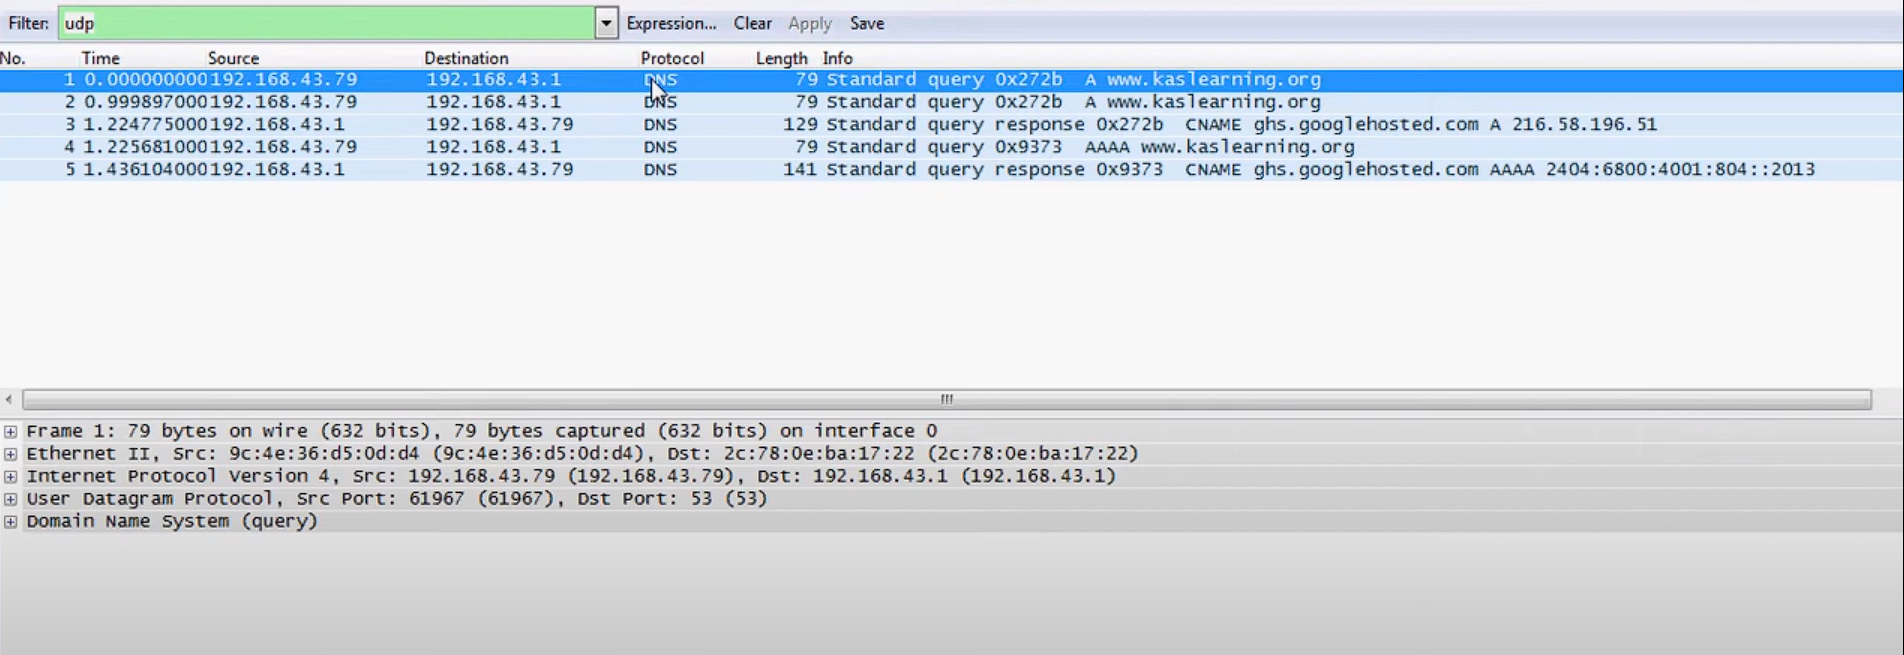 Filter: udp Expression... Clear Apply Save
No. Time Source Destination Protocol Length Info
1 0.000000000 192.168.43.79 192.168.43.1 DNS 79 Standard query 0x272b A www.kaslearning.org
2 0.999897000 192.168.43.79 192.168.43.1 DNS 79 Standard query 0x272b A www.kaslearning.org
3 1.224775000 192.168.43.1 192.168.43.79 DNS 129 Standard query response 0x272b CNAME ghs.googlehosted.com A 216.58.196.51
4 1.225681000 192.168.43.79 192.168.43.1 DNS 79 Standard query 0x9373 AAAA www.kaslearning.org
5 1.436104000 192.168.43.1 192.168.43.79 DNS 141 Standard query response 0x9373 CNAME ghs.googlehosted.com AAAA 2404:6800:4001:804::2013
Frame 1: 79 bytes on wire (632 bits), 79 bytes captured (632 bits) on interface 0
Ethernet II, Src: 9c:4e:36:d5:0d:d4 (9c:4e:36:d5:0d:d4), Dst: 2c:78:0e:ba:17:22 (2c:78:0e:ba:17:22)
Internet Protocol Version 4, Src: 192.168.43.79 (192.168.43.79), Dst: 192.168.43.1 (192.168.43.1)
User Datagram Protocol, Src Port: 61967 (61967), Dst Port: 53 (53)
Domain Name System (query)